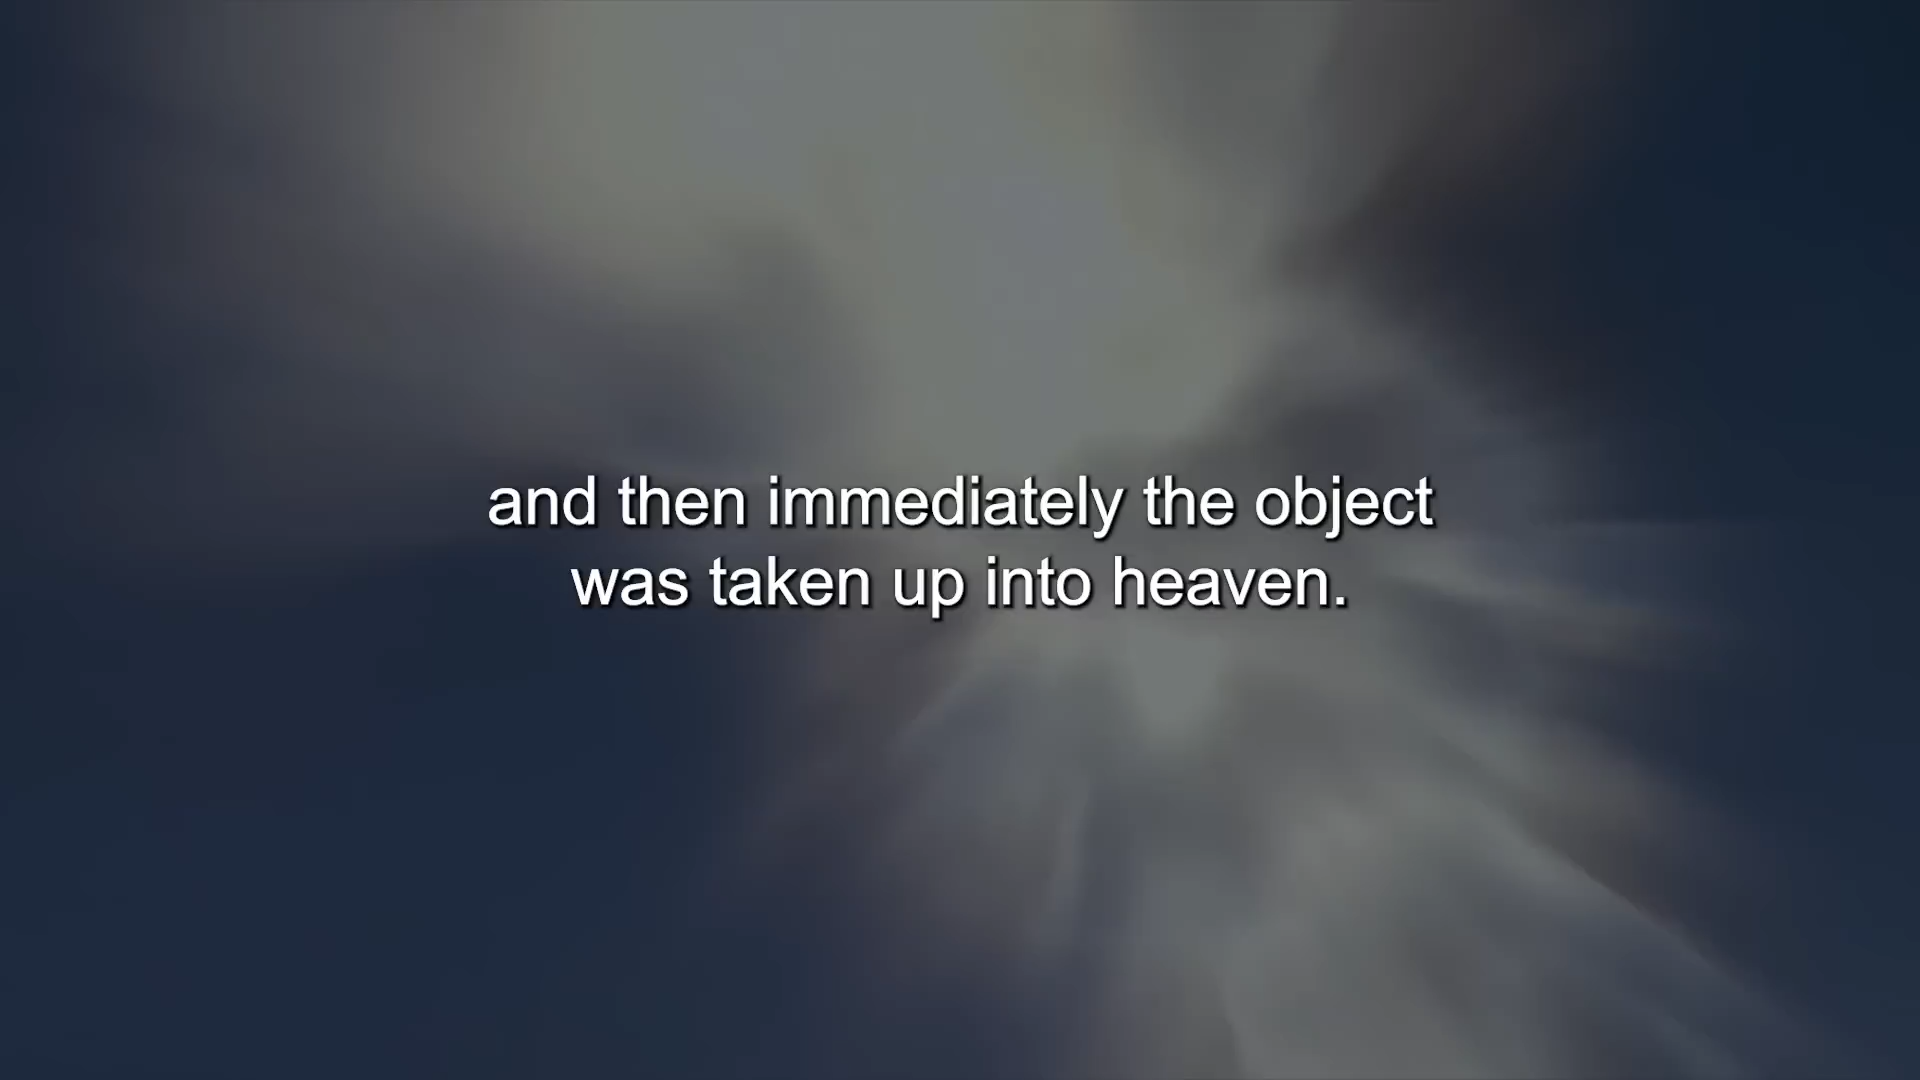 and then immediately the object
was taken up into heaven.